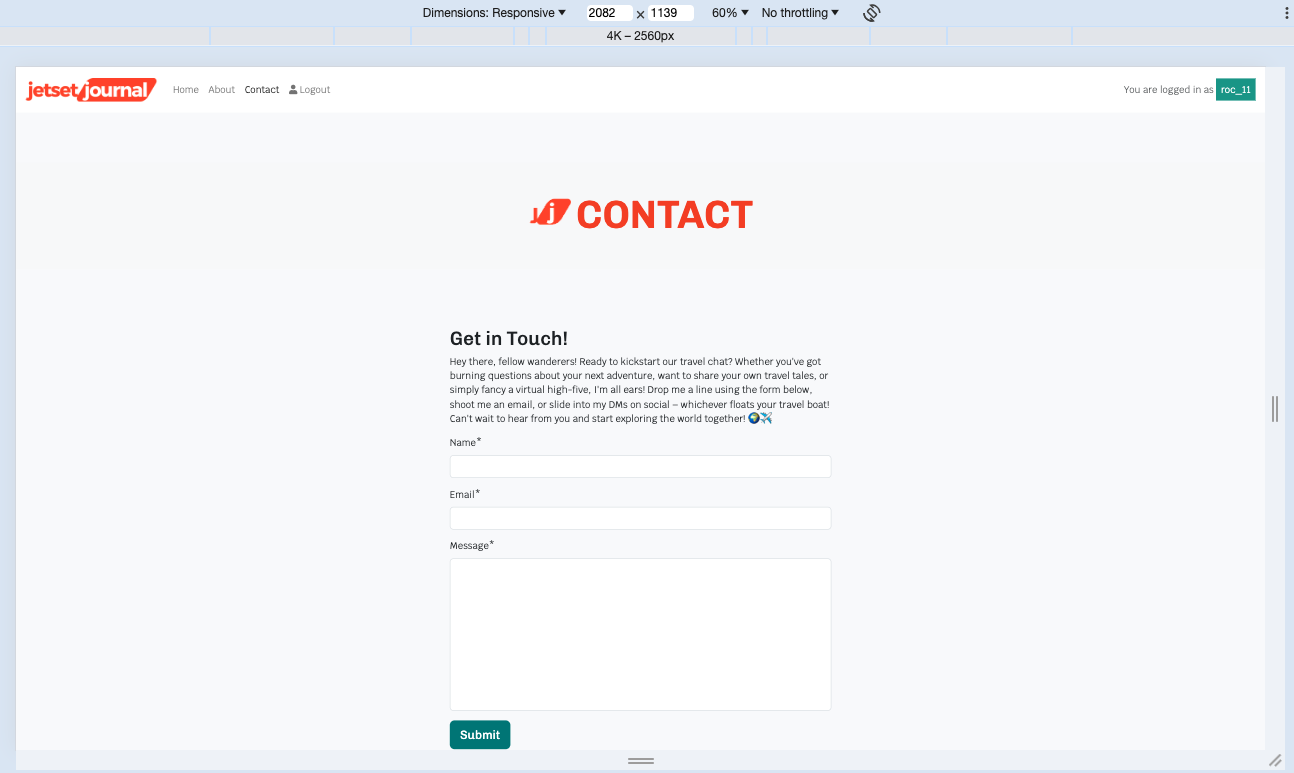 Dimensions: Responsive ▼ 2082 × 1139 60% ▼ No throttling ▼
4K – 2560px
jetset journal Home About Contact Logout You are logged in as roc_11
jj CONTACT
Get in Touch!
Hey there, fellow wanderers! Ready to kickstart our travel chat? Whether you've got
burning questions about your next adventure, want to share your own travel tales, or
simply fancy a virtual high-five, I'm all ears! Drop me a line using the form below,
shoot me an email, or slide into my DMs on social – whichever floats your travel boat!
Can't wait to hear from you and start exploring the world together! 🌍✈️
Name*
Email*
Message*
Submit